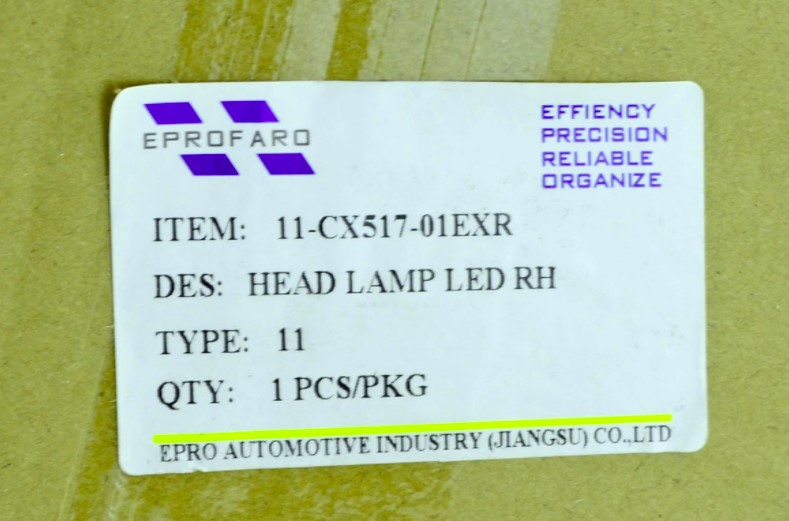 EPROFARO
EFFIENCY
PRECISION
RELIABLE
ORGANIZE
ITEM: 11-CX517-01EXR
DES: HEAD LAMP LED RH
TYPE: 11
QTY: 1 PCS/PKG
EPRO AUTOMOTIVE INDUSTRY (JIANGSU) CO.,LTD